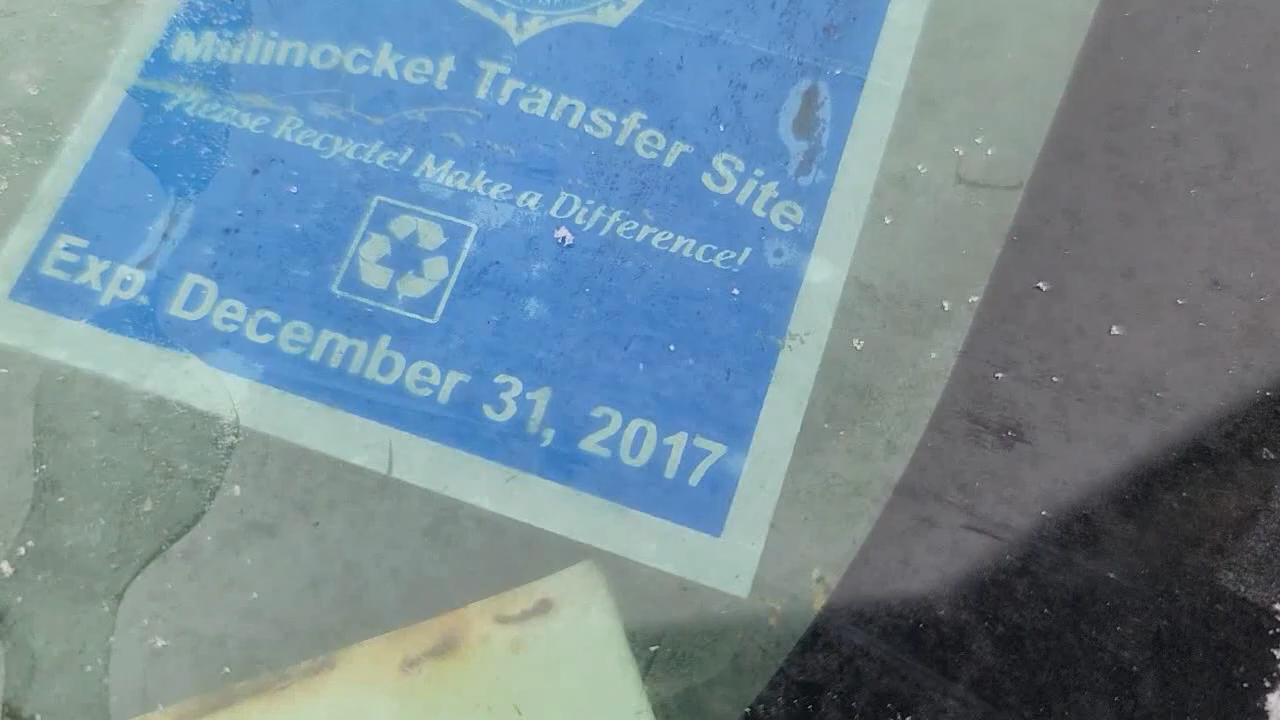 Millinocket Transfer Site
Please Recycle! Make a Difference!
Exp. December 31, 2017